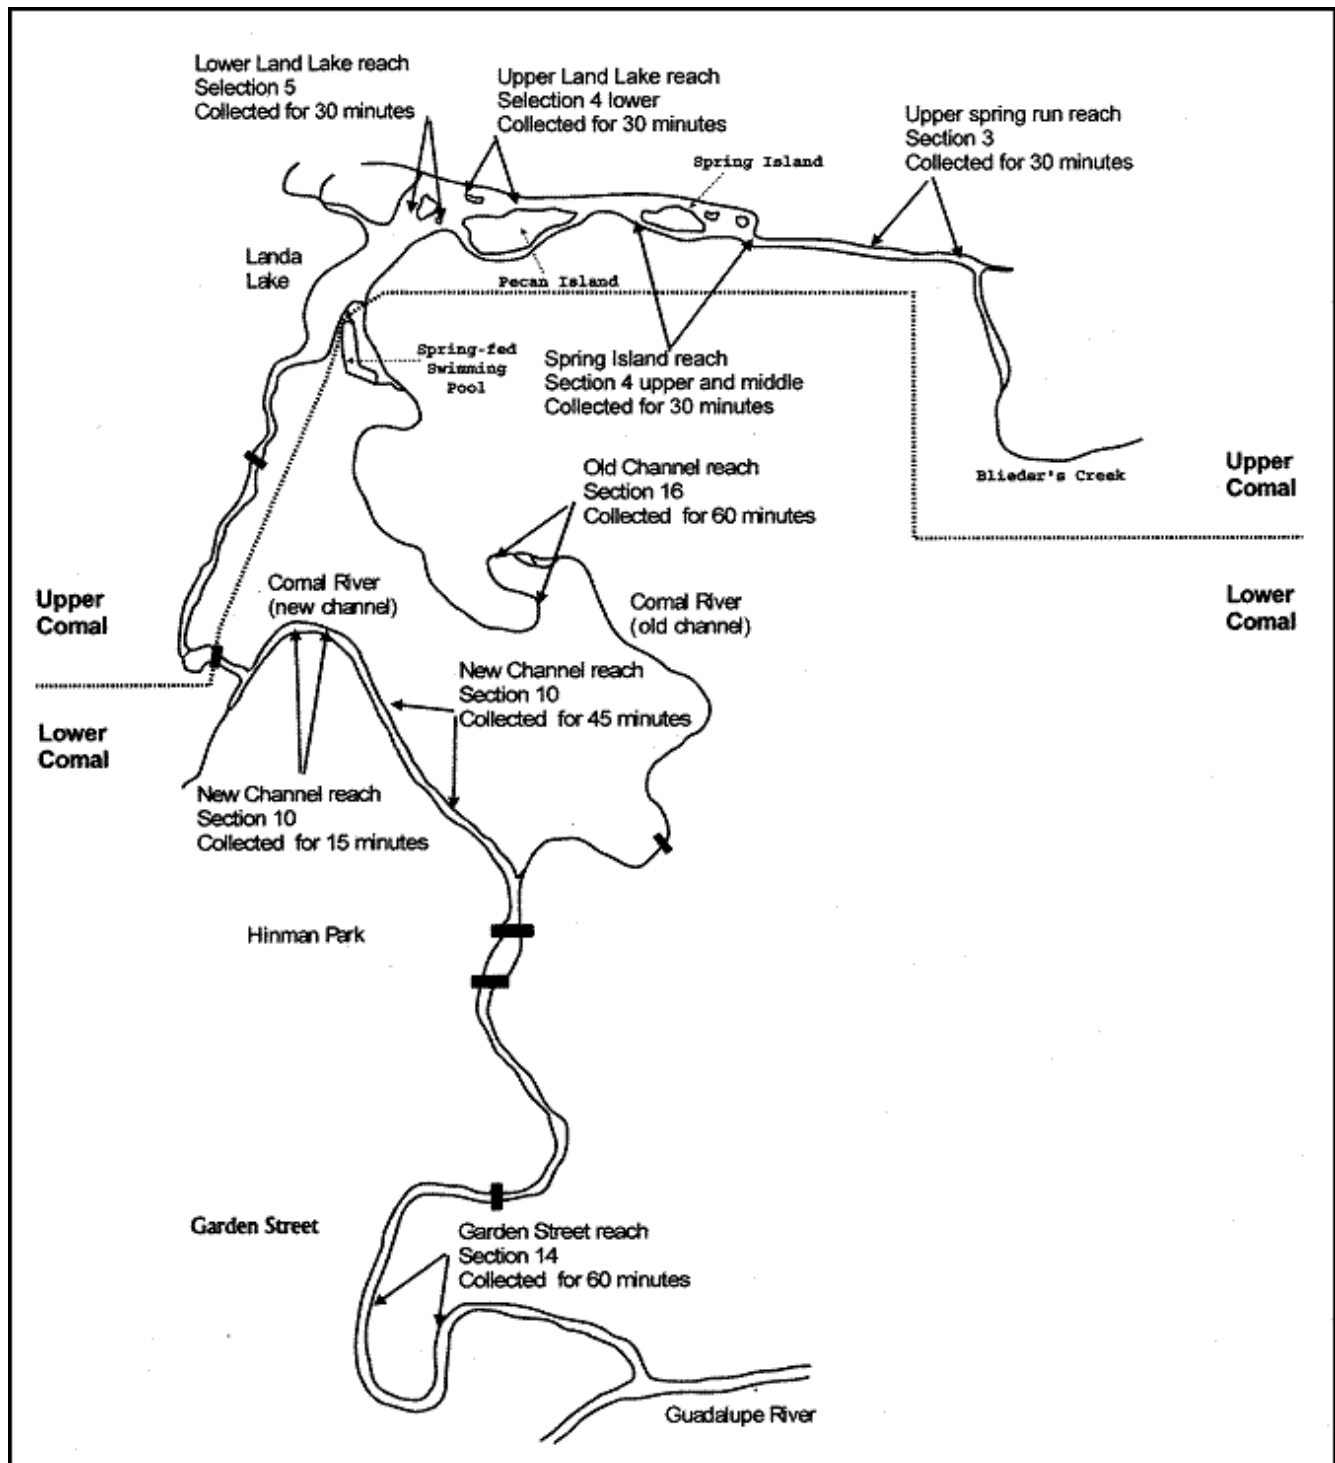 Lower Land Lake reach
Selection 5
Collected for 30 minutes
Upper Land Lake reach
Selection 4 lower
Collected for 30 minutes
Upper spring run reach
Section 3
Collected for 30 minutes
Spring Island
Landa
Lake
Pecan Island
Spring-fed
Swimming
Pool
Spring Island reach
Section 4 upper and middle
Collected for 30 minutes
Old Channel reach
Section 16
Collected for 60 minutes
Blieder's Creek
Upper
Comal
Lower
Comal
Upper
Comal
Lower
Comal
Comal River
(new channel)
Comal River
(old channel)
New Channel reach
Section 10
Collected for 45 minutes
New Channel reach
Section 10
Collected for 15 minutes
Hinman Park
Garden Street
Garden Street reach
Section 14
Collected for 60 minutes
Guadalupe River